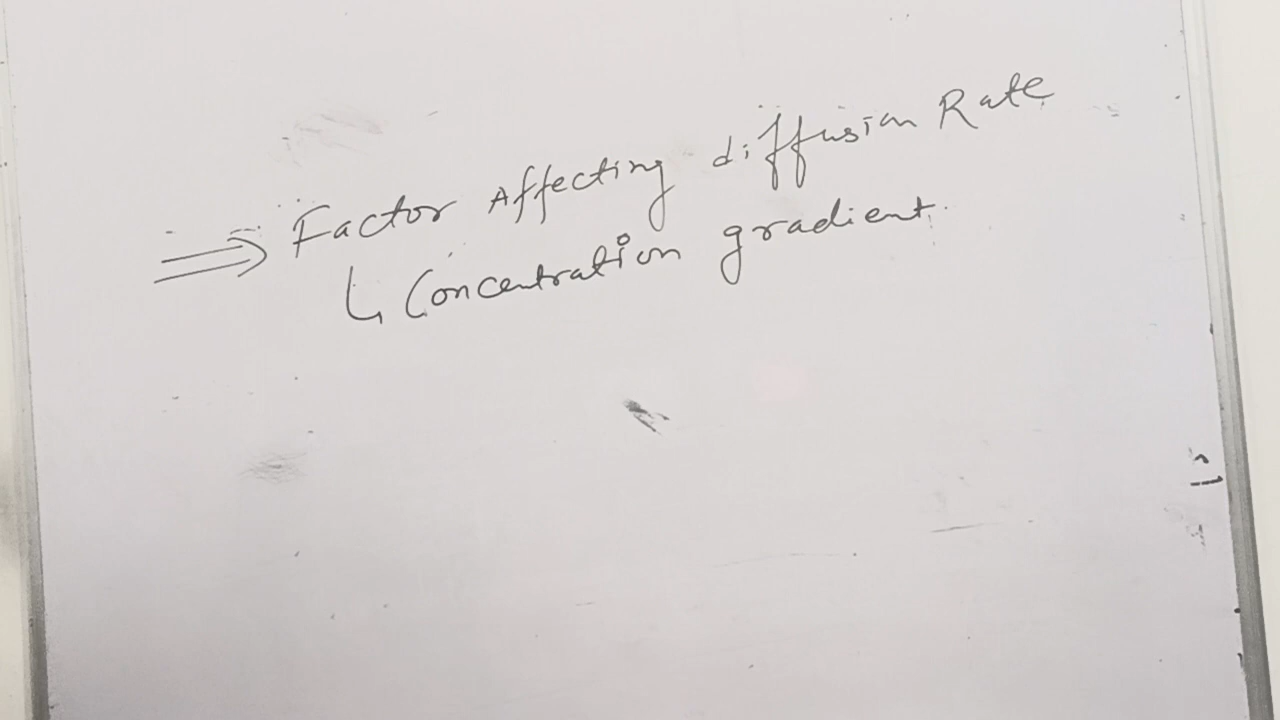 ⇒ Factor Affecting diffusion Rate
↳ Concentration gradient.